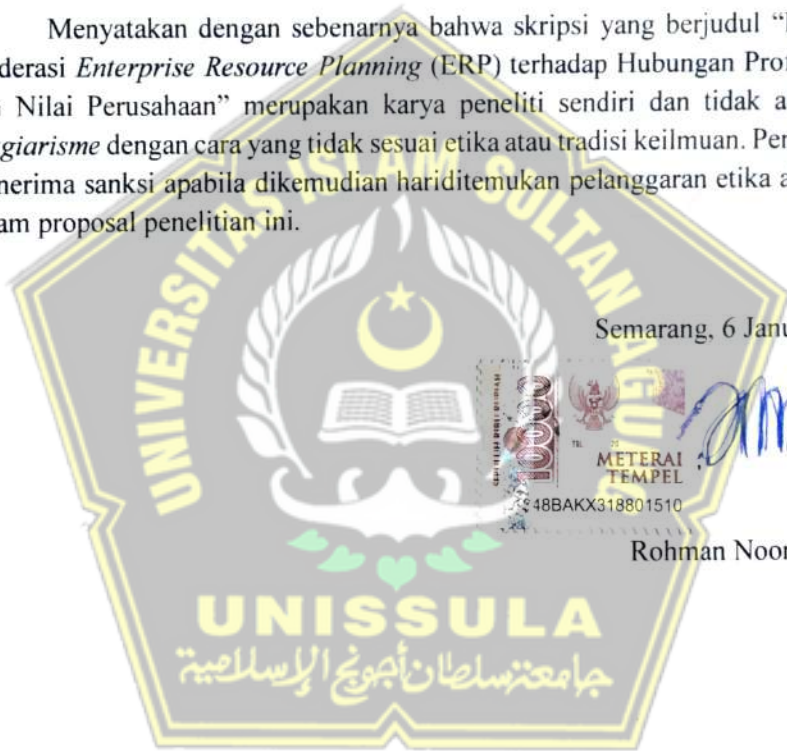 Menyatakan dengan sebenarnya bahwa skripsi yang berjudul “
derasi Enterprise Resource Planning (ERP) terhadap Hubungan Prof
Nilai Perusahaan” merupakan karya peneliti sendiri dan tidak a
giarisme dengan cara yang tidak sesuai etika atau tradisi keilmuan. Per
nerima sanksi apabila dikemudian hariditemukan pelanggaran etika a
am proposal penelitian ini.
UNIVERSITAS ISLAM SULTAN AGUNG
Semarang, 6 Janu
10000
METERAI
TEMPEL
48BAKX318801510
Rohman Noor
UNISSULA
جامعة سلطان أجونج الإسلامية